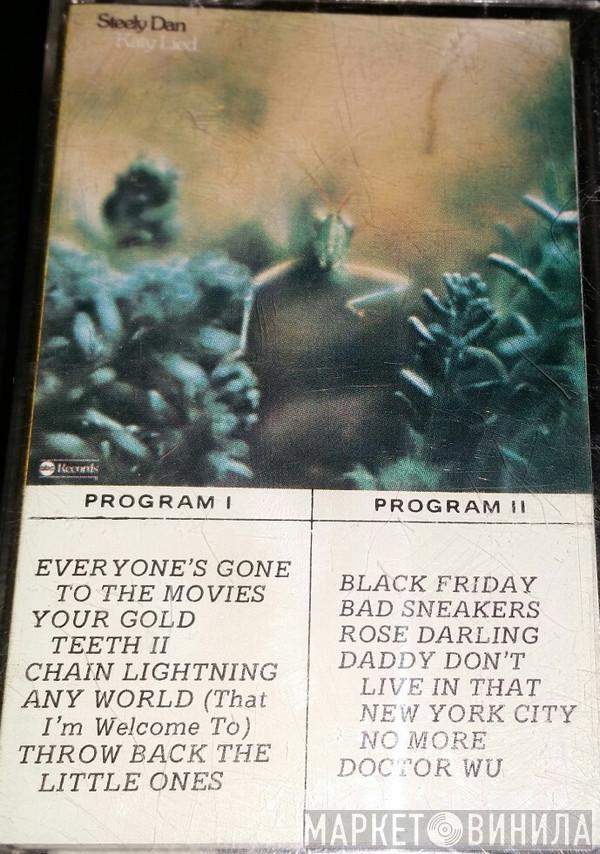 Steely Dan
Katy Lied
abc Records
PROGRAM I
EVERYONE'S GONE
TO THE MOVIES
YOUR GOLD
TEETH II
CHAIN LIGHTNING
ANY WORLD (That
I'm Welcome To)
THROW BACK THE
LITTLE ONES
PROGRAM II
BLACK FRIDAY
BAD SNEAKERS
ROSE DARLING
DADDY DON'T
LIVE IN THAT
NEW YORK CITY
NO MORE
DOCTOR WU
МАРКЕТ ВИНИЛА